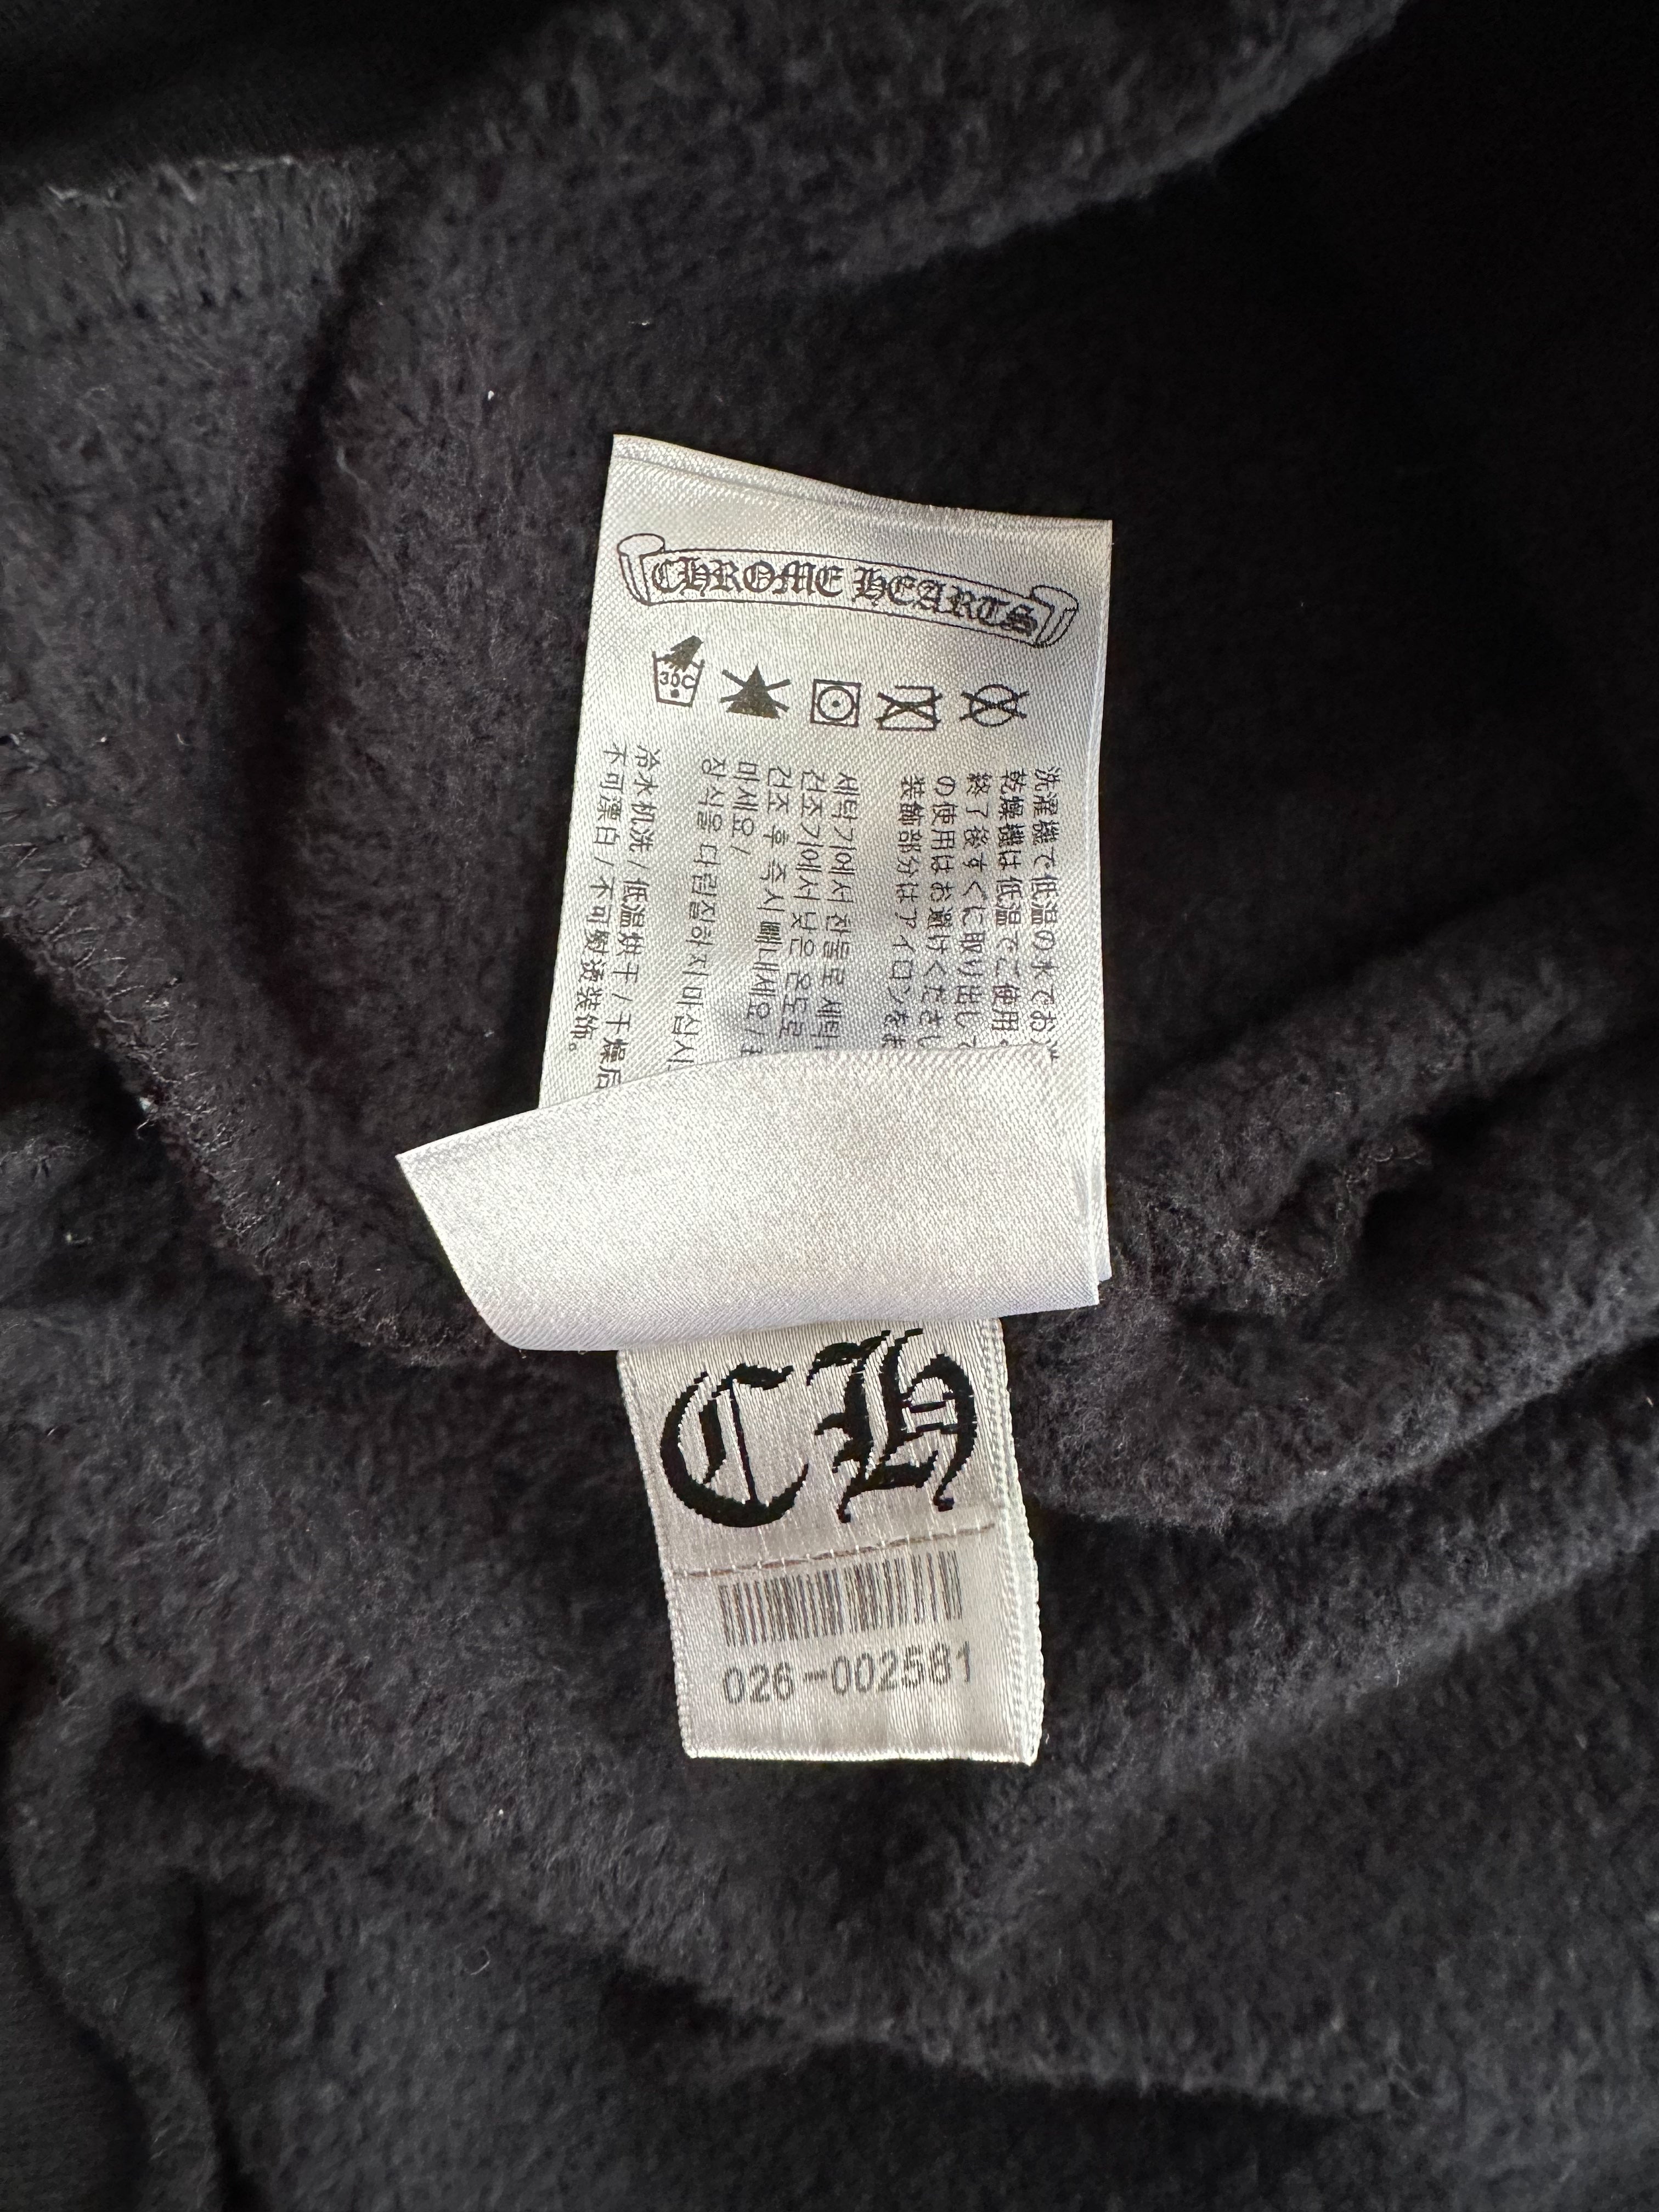 CHROME HEARTS
30C
洗濯機で低温の水でお洗
乾燥機は低温でご使用
終了後すぐに取り出して
の使用はお避けくださ
装飾部分はアイロンをお
세탁기에서 찬물로 세탁
건조기에서 낮은 온도로
건조 후 즉시 빼내세요/
마세요/
장식을 다림질하지 마십시
冷水机洗/低温烘干/干燥后
不可漂白/不可熨烫装饰。
CH
026-002581